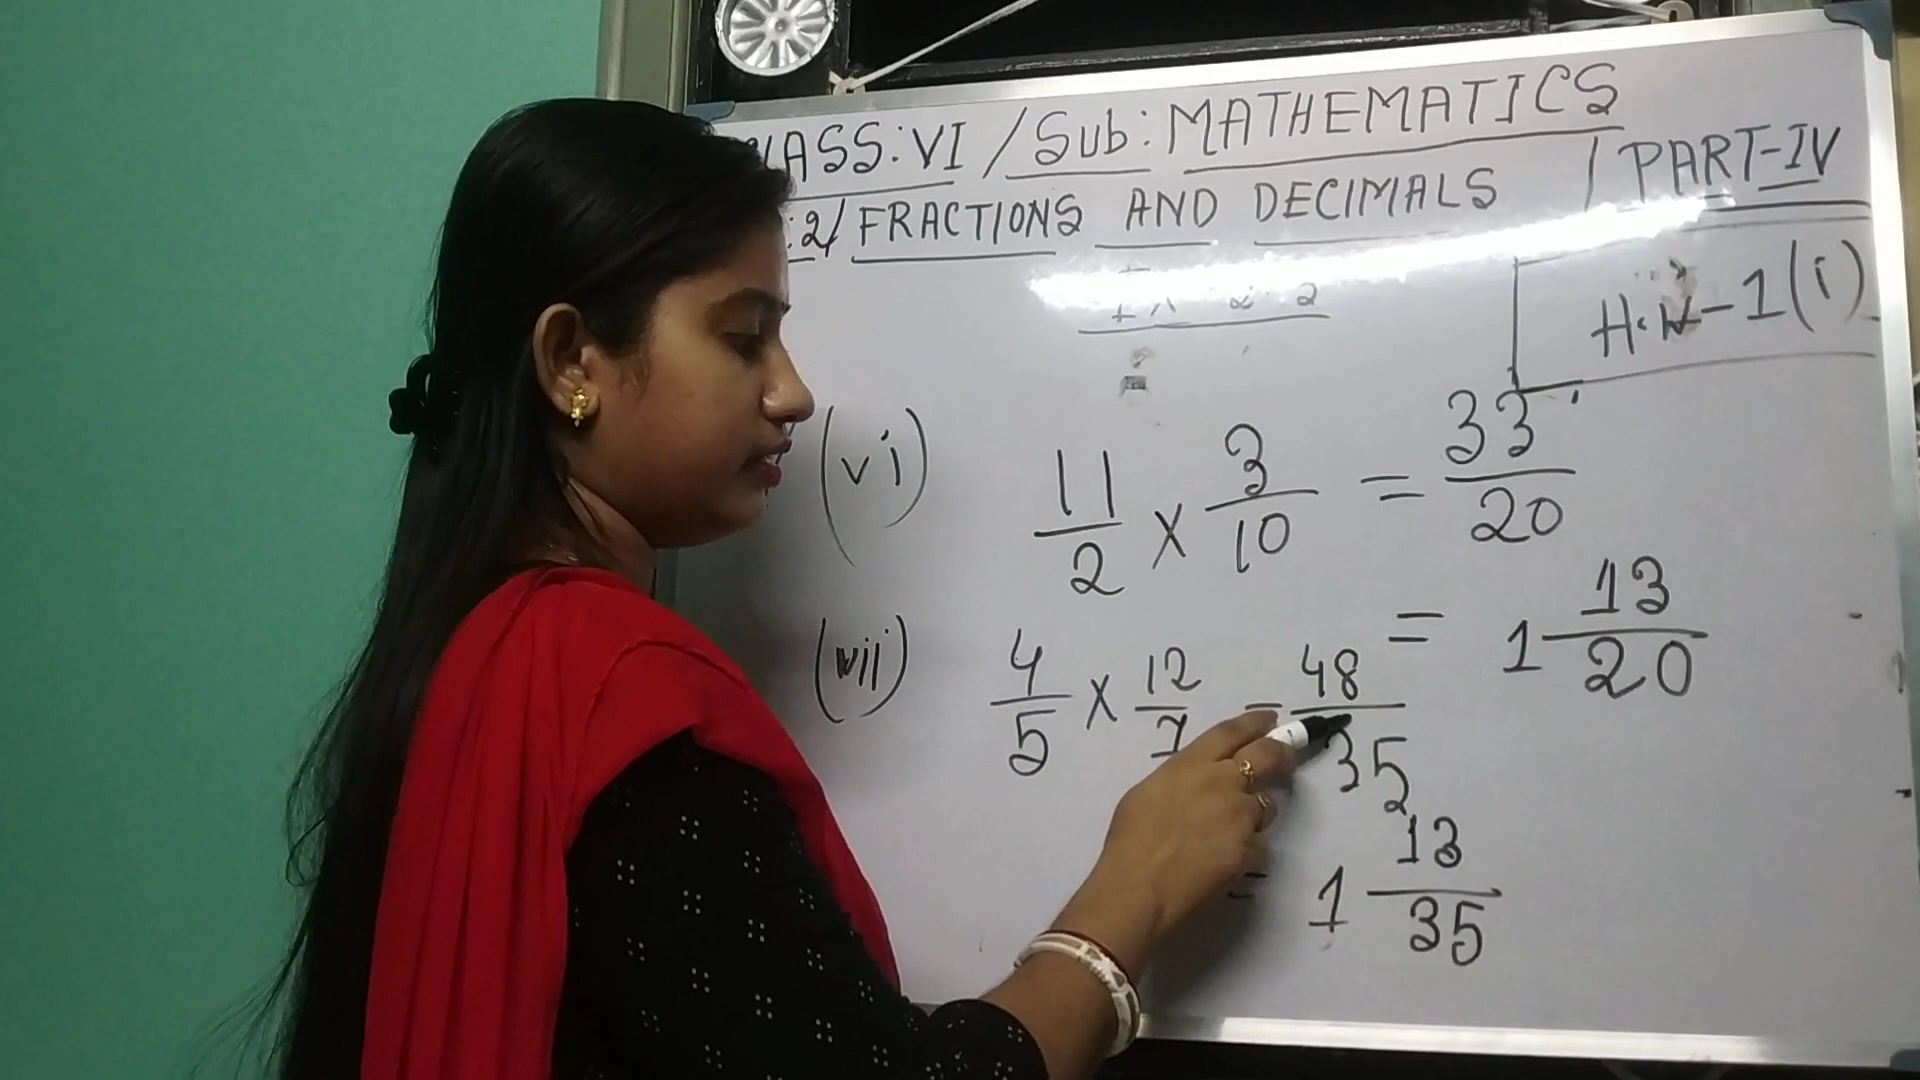 CLASS: VI / Sub: MATHEMATICS
: 2/ FRACTIONS AND DECIMALS / PART-IV
H.W-1(i)
(vi) 11/2 × 3/10 = 33/20
= 1 13/20
(vii) 4/5 × 12/7 = 48/35
= 1 13/35